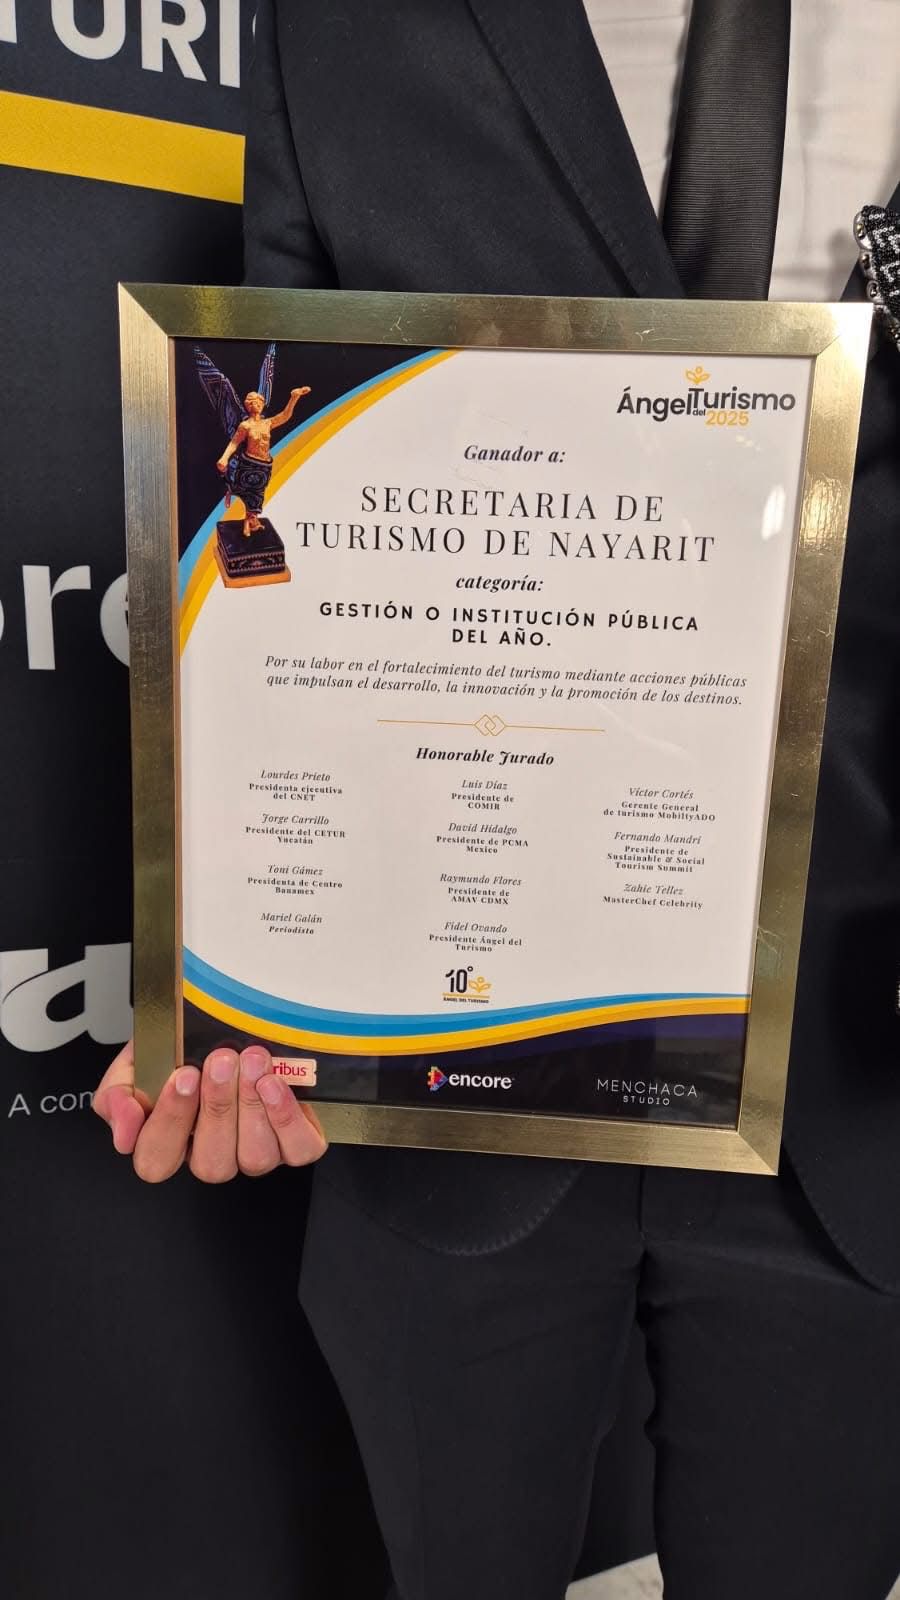 TURI
Ángel del Turismo
2025
Ganador a:
SECRETARIA DE
TURISMO DE NAYARIT
categoría:
GESTIÓN O INSTITUCIÓN PÚBLICA
DEL AÑO.
Por su labor en el fortalecimiento del turismo mediante acciones públicas
que impulsan el desarrollo, la innovación y la promoción de los destinos.
Honorable Jurado
Lourdes Prieto
Presidenta ejecutiva
del CNET
Jorge Carrillo
Presidente del CETUR
Yucatán
Toni Gámez
Presidenta de Centro
Banamex
Mariel Galán
Periodista
Luis Díaz
Presidente de
COMIR
David Hidalgo
Presidente de PCMA
Mexico
Raymundo Flores
Presidente de
AMAV CDMX
Fidel Ovando
Presidente Ángel del
Turismo
Víctor Cortés
Gerente General
de turismo MobiltyADO
Fernando Mandri
Presidente de
Sustainable & Social
Tourism Summit
Zahie Tellez
MasterChef Celebrity
10°
ÁNGEL DEL TURISMO
ribus
encore
MENCHACA
STUDIO
ore
A com